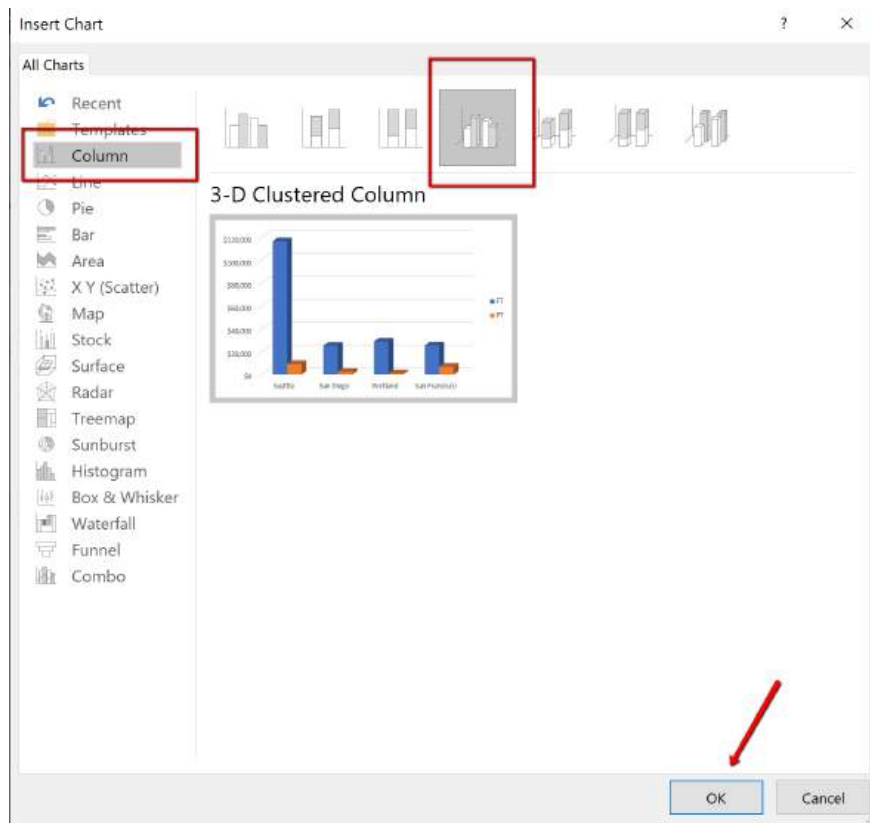 Insert Chart
?
All Charts
Recent
Templates
Column
Line
Pie
Bar
Area
X Y (Scatter)
Map
Stock
Surface
Radar
Treemap
Sunburst
Histogram
Box & Whisker
Waterfall
Funnel
Combo
3-D Clustered Column
$120,000
$100,000
$80,000
$60,000
$40,000
$20,000
$0
Seattle San Diego Portland San Francisco
FT
PT
OK Cancel